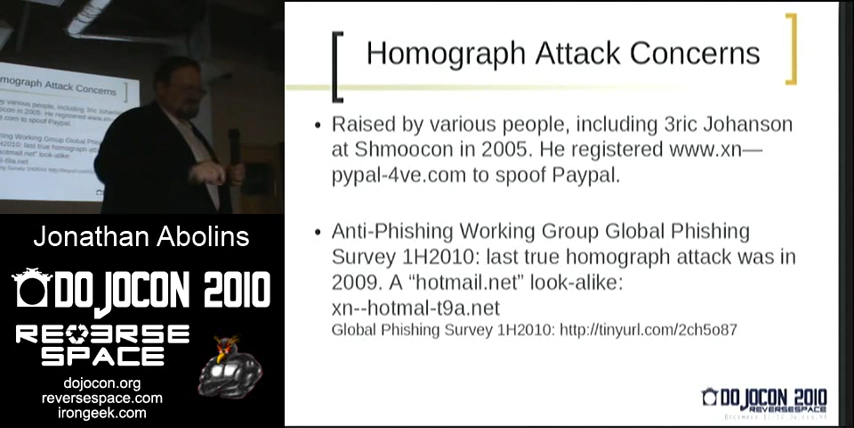 Homograph Attack Concerns
• Raised by various people, including 3ric Johanson
at Shmoocon in 2005. He registered www.xn—
pypal-4ve.com to spoof Paypal.
• Anti-Phishing Working Group Global Phishing
Survey 1H2010: last true homograph attack was in
2009. A “hotmail.net” look-alike:
xn--hotmal-t9a.net
Global Phishing Survey 1H2010: http://tinyurl.com/2ch5o87
DOJOCON 2010
REVERSESPACE
Jonathan Abolins
DOJOCON 2010
REVERSE
SPACE
dojocon.org
reversespace.com
irongeek.com